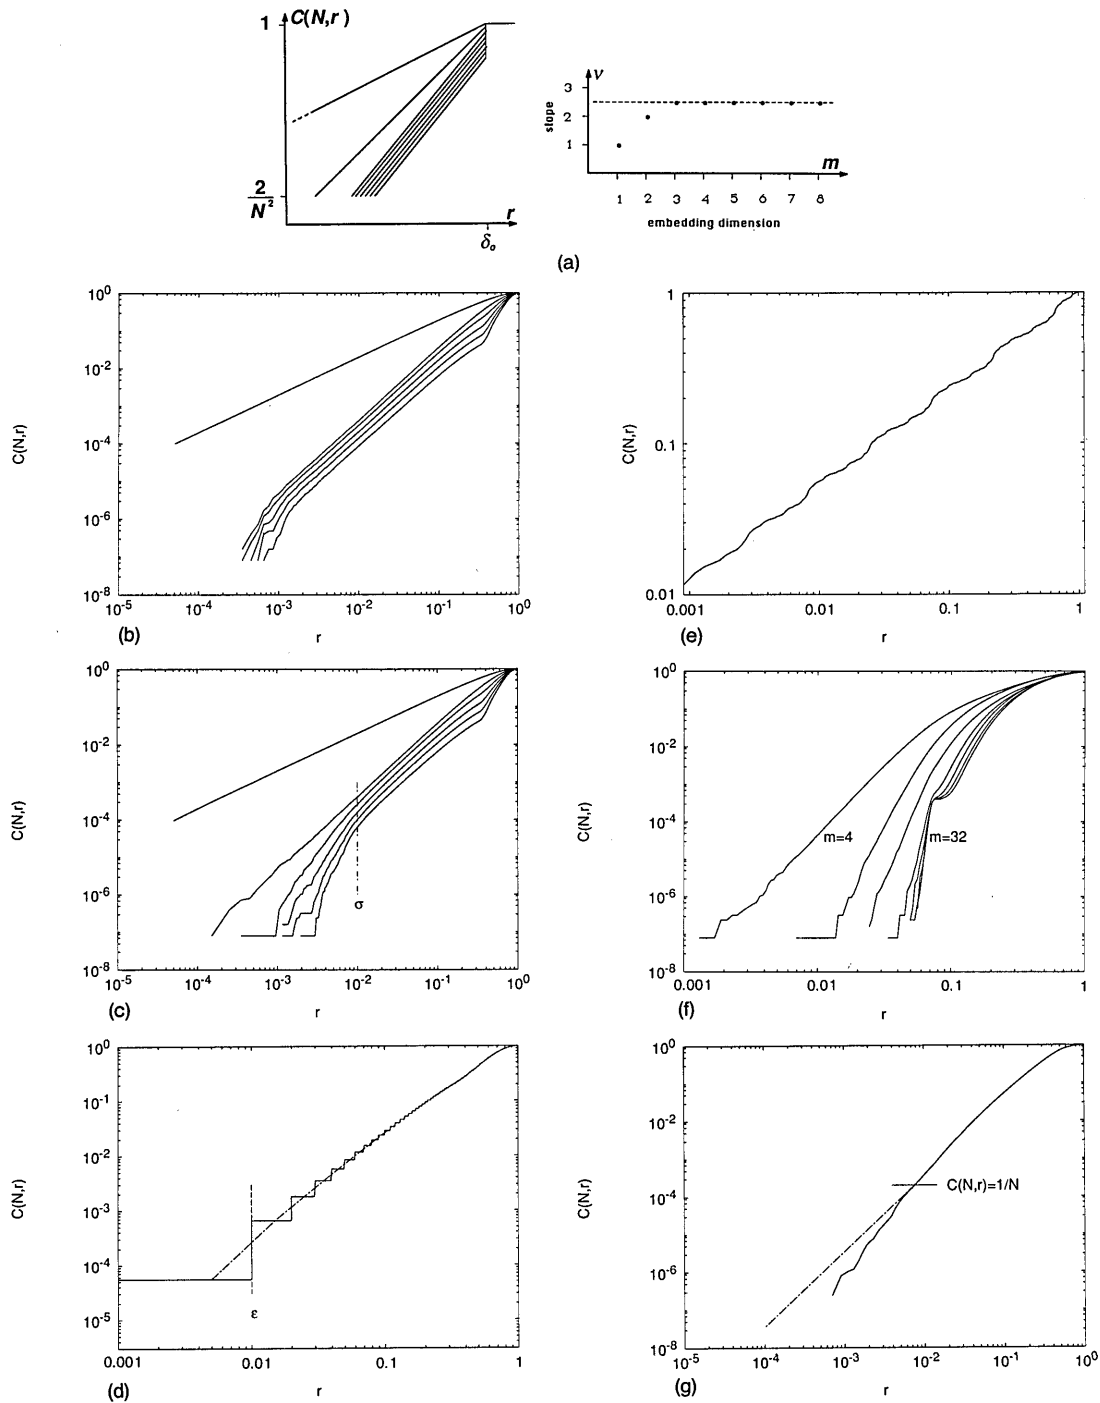 C(N,r)
1
2
N²
r
δ₀
ν
3
2
1
slope
m
1 2 3 4 5 6 7 8
embedding dimension
(a)
10⁰
10⁻²
10⁻⁴
10⁻⁶
10⁻⁸
C(N,r)
10⁻⁵ 10⁻⁴ 10⁻³ 10⁻² 10⁻¹ 10⁰
(b)
r
1
0.1
0.01
C(N,r)
0.001 0.01 0.1 1
(e)
r
10⁰
10⁻²
10⁻⁴
10⁻⁶
10⁻⁸
C(N,r)
σ
10⁻⁵ 10⁻⁴ 10⁻³ 10⁻² 10⁻¹ 10⁰
(c)
r
10⁰
10⁻²
10⁻⁴
10⁻⁶
10⁻⁸
C(N,r)
m=4
m=32
0.001 0.01 0.1 1
(f)
r
10⁰
10⁻¹
10⁻²
10⁻³
10⁻⁴
10⁻⁵
C(N,r)
ε
0.001 0.01 0.1 1
(d)
r
10⁰
10⁻²
10⁻⁴
10⁻⁶
10⁻⁸
C(N,r)
C(N,r)=1/N
10⁻⁵ 10⁻⁴ 10⁻³ 10⁻² 10⁻¹ 10⁰
(g)
r